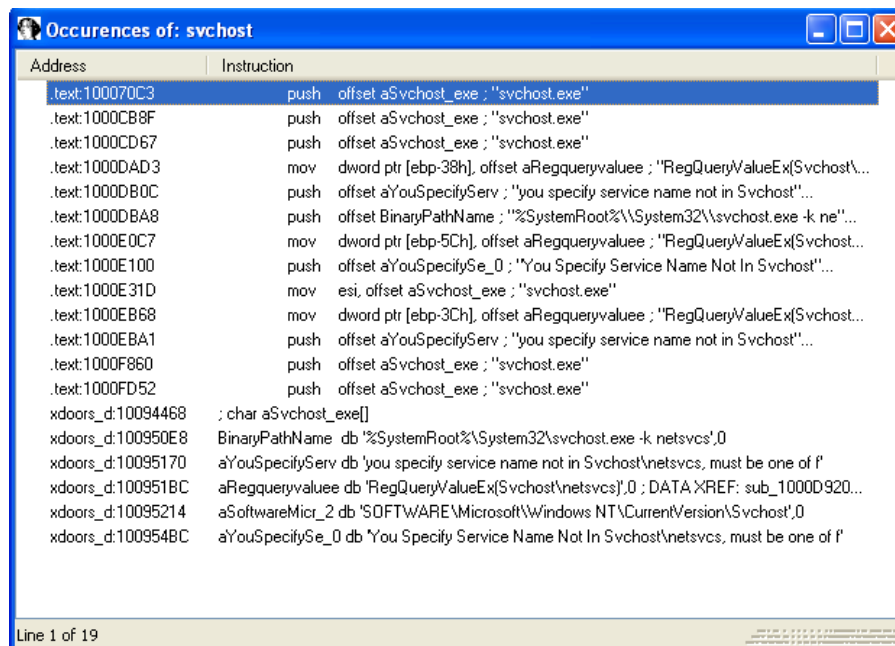 Occurences of: svchost
Address Instruction
.text:100070C3 push offset aSvchost_exe ; "svchost.exe"
.text:1000CB8F push offset aSvchost_exe ; "svchost.exe"
.text:1000CD67 push offset aSvchost_exe ; "svchost.exe"
.text:1000DAD3 mov dword ptr [ebp-38h], offset aRegqueryvaluee ; "RegQueryValueEx(Svchost\...
.text:1000DB0C push offset aYouSpecifyServ ; "you specify service name not in Svchost"...
.text:1000DBA8 push offset BinaryPathName ; "%SystemRoot%\\System32\\svchost.exe -k ne"...
.text:1000E0C7 mov dword ptr [ebp-5Ch], offset aRegqueryvaluee ; "RegQueryValueEx(Svchost...
.text:1000E100 push offset aYouSpecifySe_0 ; "You Specify Service Name Not In Svchost"...
.text:1000E31D mov esi, offset aSvchost_exe ; "svchost.exe"
.text:1000EB68 mov dword ptr [ebp-3Ch], offset aRegqueryvaluee ; "RegQueryValueEx(Svchost...
.text:1000EBA1 push offset aYouSpecifyServ ; "you specify service name not in Svchost"...
.text:1000F860 push offset aSvchost_exe ; "svchost.exe"
.text:1000FD52 push offset aSvchost_exe ; "svchost.exe"
xdoors_d:10094468 ; char aSvchost_exe[]
xdoors_d:100950E8 BinaryPathName db '%SystemRoot%\System32\svchost.exe -k netsvcs',0
xdoors_d:10095170 aYouSpecifyServ db 'you specify service name not in Svchost\netsvcs, must be one of f'
xdoors_d:100951BC aRegqueryvaluee db 'RegQueryValueEx(Svchost\netsvcs)',0 ; DATA XREF: sub_1000D920...
xdoors_d:10095214 aSoftwareMicr_2 db 'SOFTWARE\Microsoft\Windows NT\CurrentVersion\Svchost',0
xdoors_d:100954BC aYouSpecifySe_0 db 'You Specify Service Name Not In Svchost\netsvcs, must be one of f'
Line 1 of 19